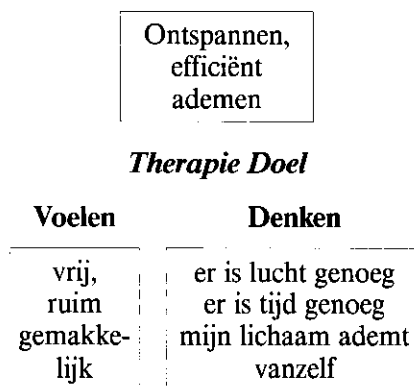 Ontspannen,
efficiënt
ademen
Therapie Doel
Voelen
Denken
vrij,
ruim
gemakke-
lijk
er is lucht genoeg
er is tijd genoeg
mijn lichaam ademt
vanzelf